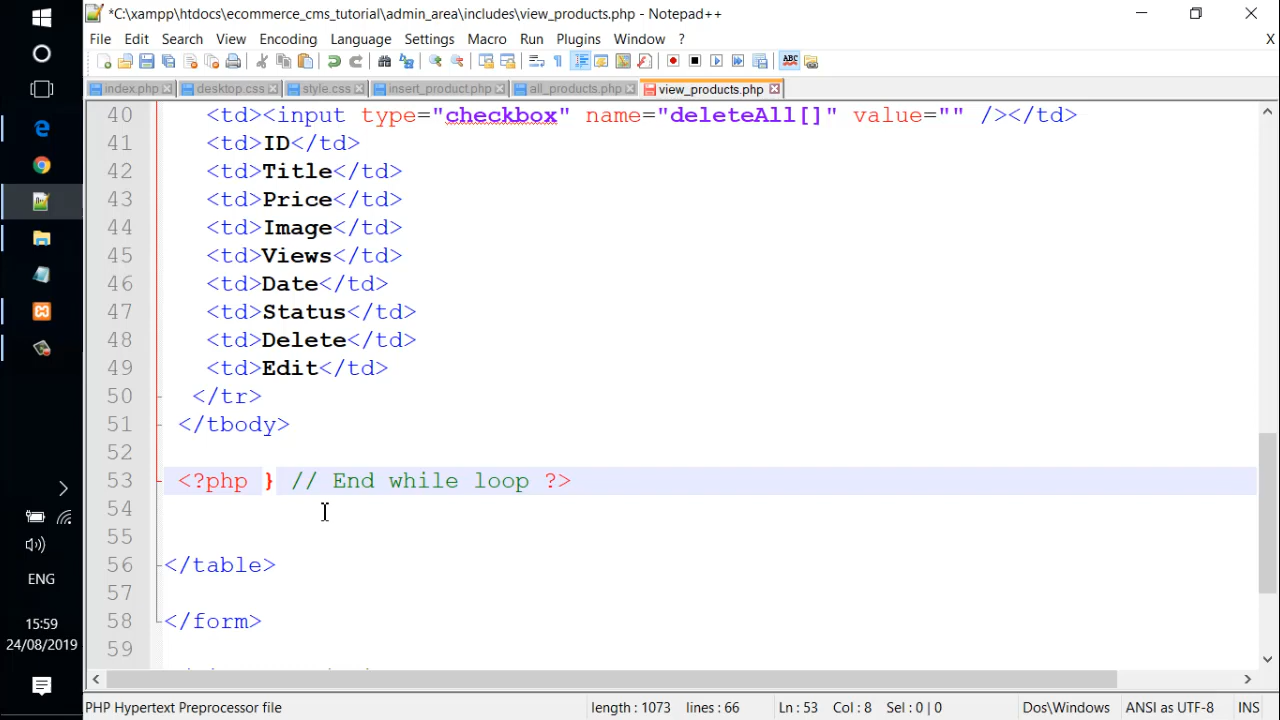 *C:\xampp\htdocs\ecommerce_cms_tutorial\admin_area\includes\view_products.php - Notepad++
File Edit Search View Encoding Language Settings Macro Run Plugins Window ? X
index.php desktop.css style.css insert_product.php all_products.php view_products.php
40 <td><input type="checkbox" name="deleteAll[]" value="" /></td>
41 <td>ID</td>
42 <td>Title</td>
43 <td>Price</td>
44 <td>Image</td>
45 <td>Views</td>
46 <td>Date</td>
47 <td>Status</td>
48 <td>Delete</td>
49 <td>Edit</td>
50 </tr>
51 </tbody>
52
53 <?php } // End while loop ?>
54
55
56 </table>
57
58 </form>
59
ENG
15:59
24/08/2019
PHP Hypertext Preprocessor file length : 1073 lines : 66 Ln : 53 Col : 8 Sel : 0 | 0 Dos\Windows ANSI as UTF-8 INS